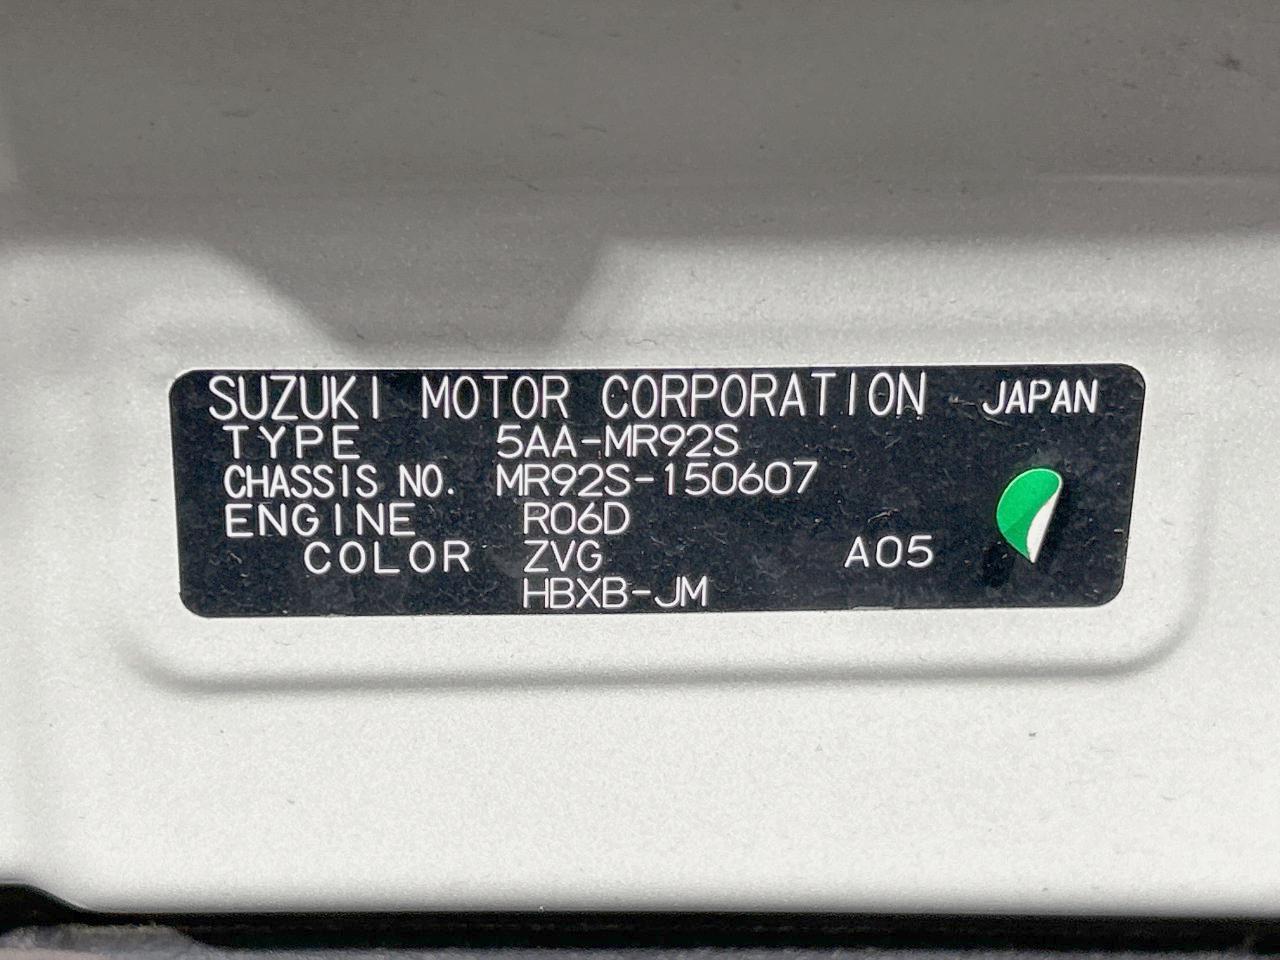 SUZUKI MOTOR CORPORATION JAPAN
TYPE 5AA-MR92S
CHASSIS NO. MR92S-150607
ENGINE R06D
COLOR ZVG A05
HBXB-JM